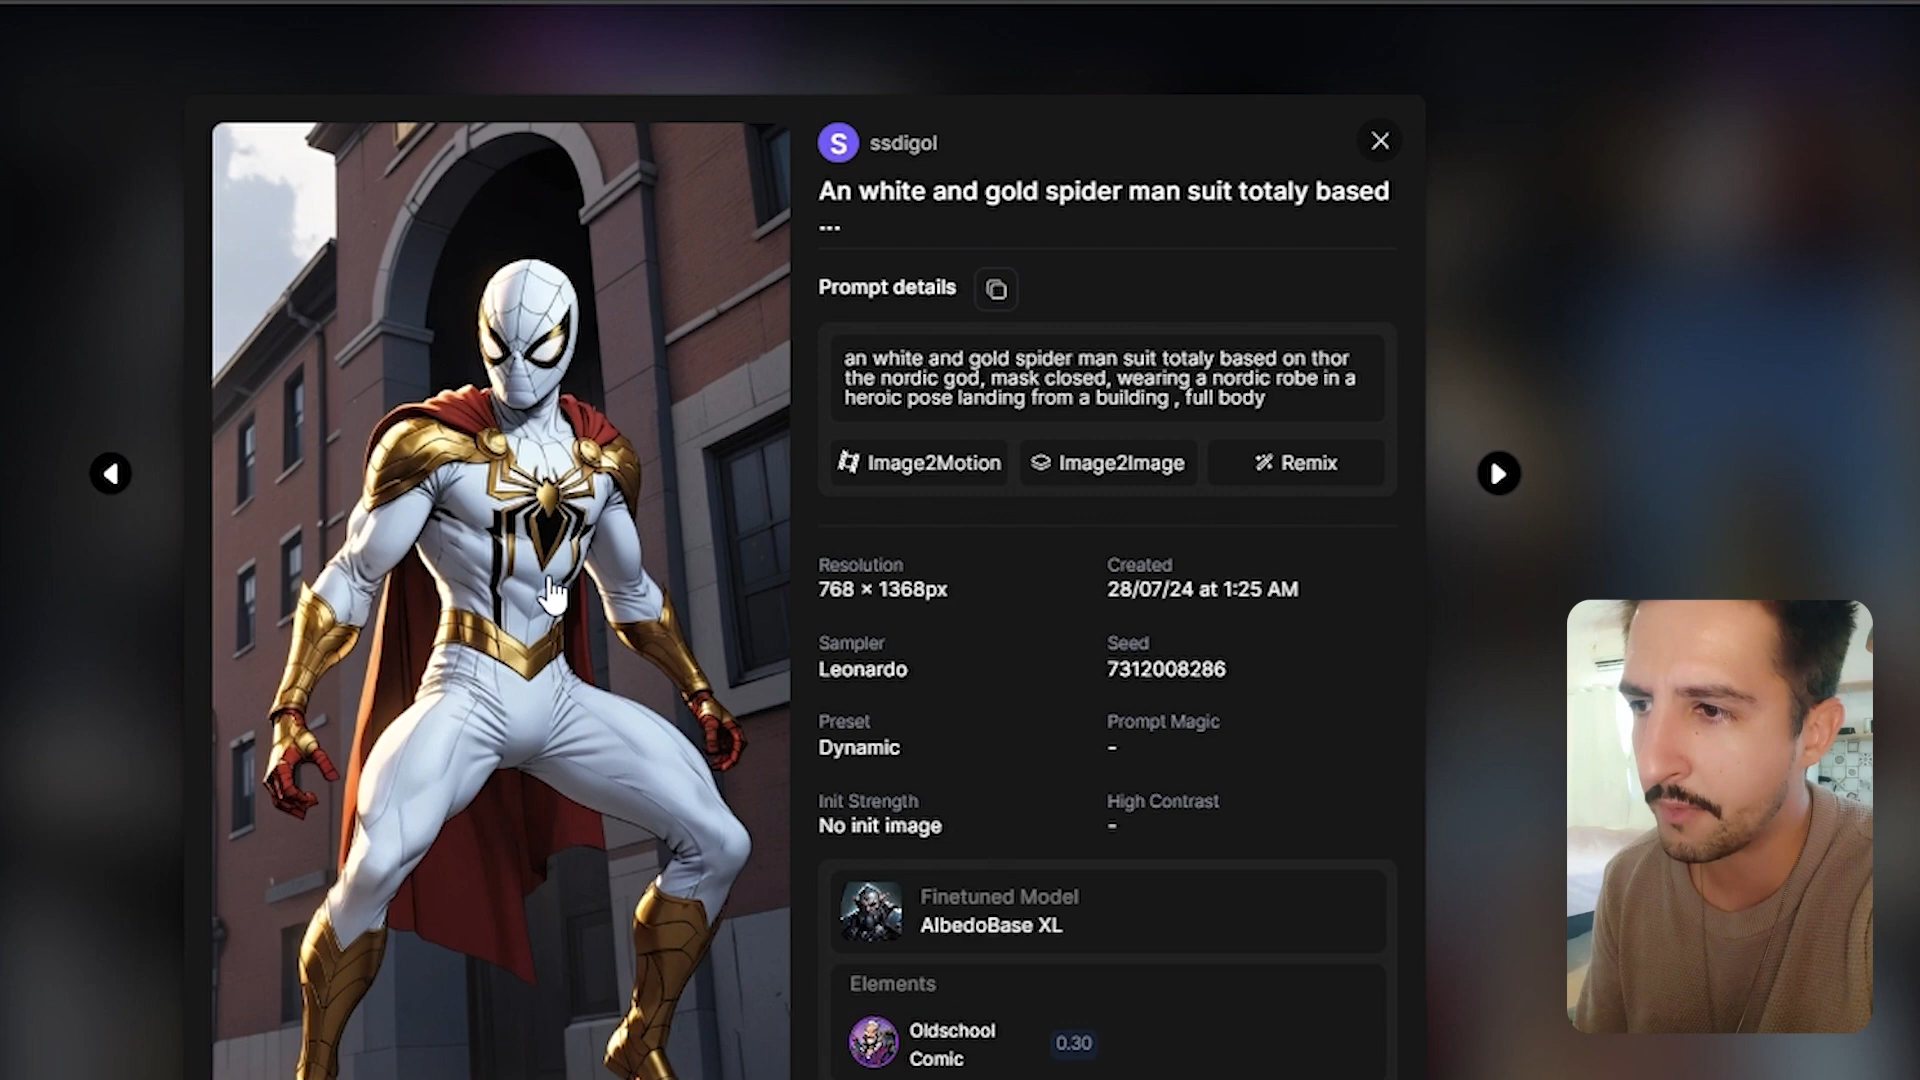 S ssdigol
An white and gold spider man suit totaly based
...
Prompt details
an white and gold spider man suit totaly based on thor
the nordic god, mask closed, wearing a nordic robe in a
heroic pose landing from a building , full body
Image2Motion Image2Image Remix
Resolution Created
768 × 1368px 28/07/24 at 1:25 AM
Sampler Seed
Leonardo 7312008286
Preset Prompt Magic
Dynamic -
Init Strength High Contrast
No init image -
Finetuned Model
AlbedoBase XL
Elements
Oldschool
Comic 0.30